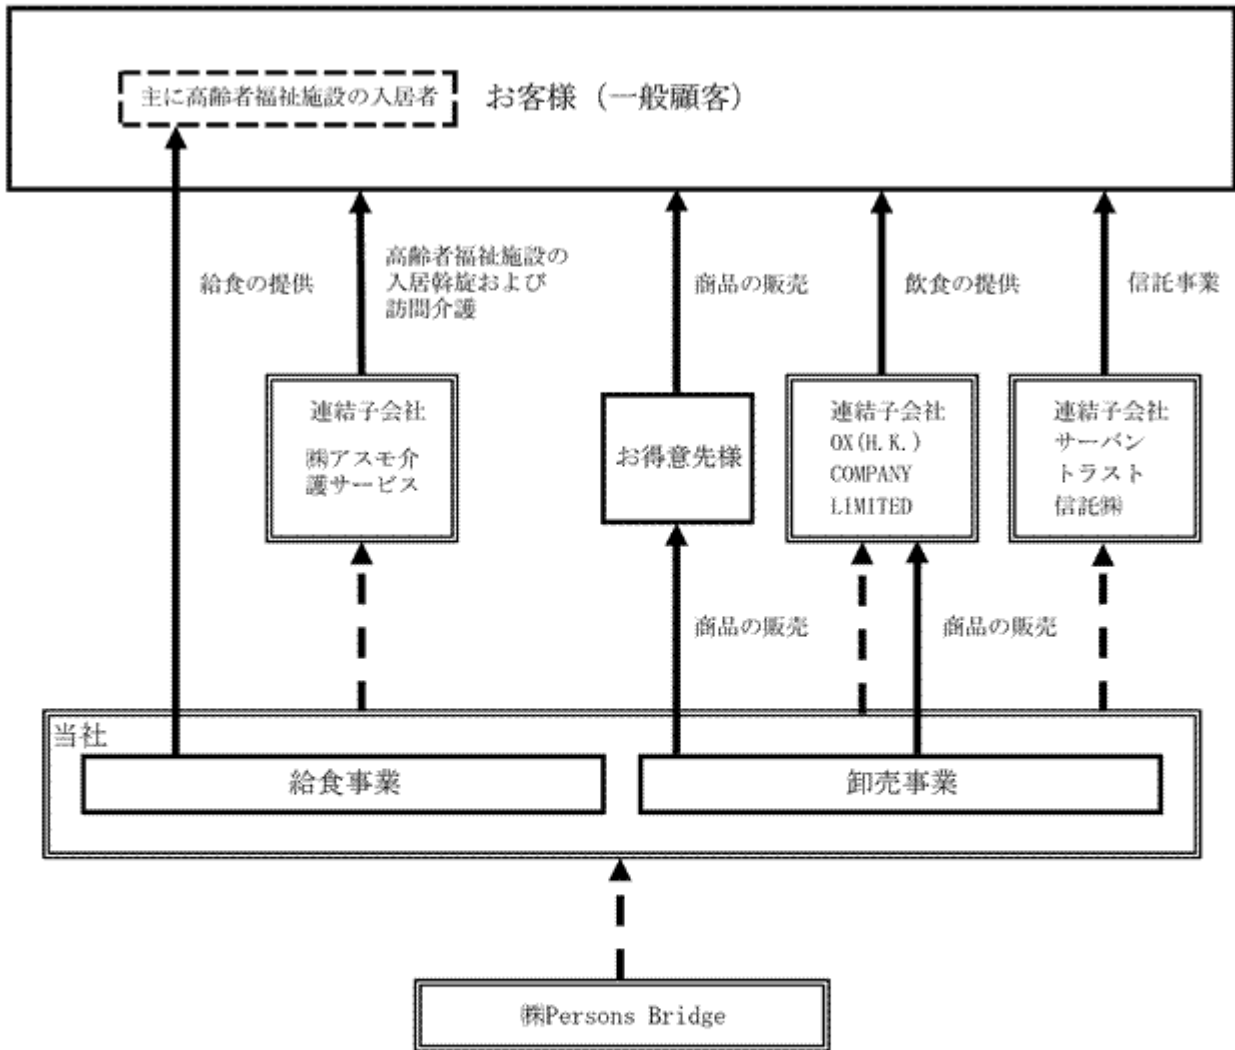 主に高齢者福祉施設の入居者
お客様（一般顧客）
給食の提供
高齢者福祉施設の
入居斡旋および
訪問介護
商品の販売
飲食の提供
信託事業
連結子会社
㈱アスモ介
護サービス
お得意先様
連結子会社
OX(H.K.)
COMPANY
LIMITED
連結子会社
サーバン
トラスト
信託㈱
商品の販売
商品の販売
当社
給食事業
卸売事業
㈱Persons Bridge